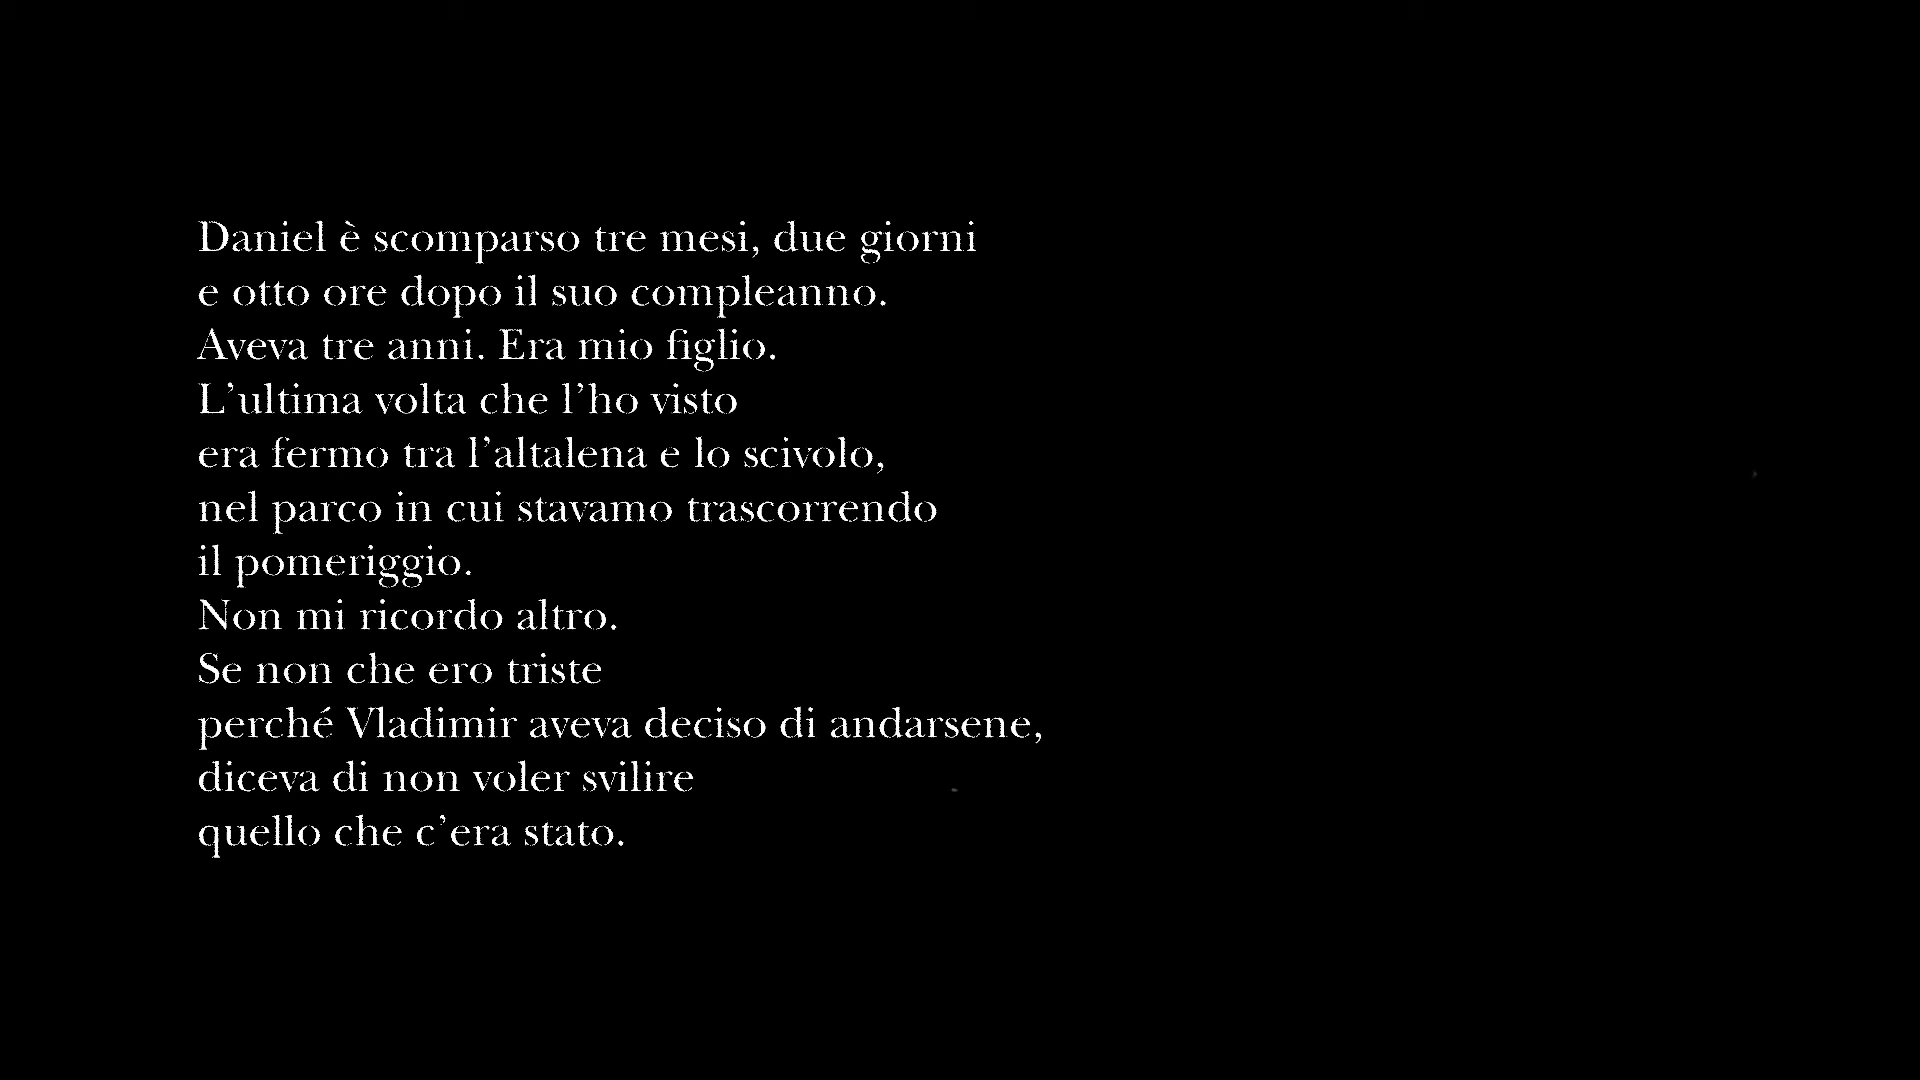 Daniel è scomparso tre mesi, due giorni
e otto ore dopo il suo compleanno.
Aveva tre anni. Era mio figlio.
L’ultima volta che l’ho visto
era fermo tra l’altalena e lo scivolo,
nel parco in cui stavamo trascorrendo
il pomeriggio.
Non mi ricordo altro.
Se non che ero triste
perché Vladimir aveva deciso di andarsene,
diceva di non voler svilire
quello che c’era stato.